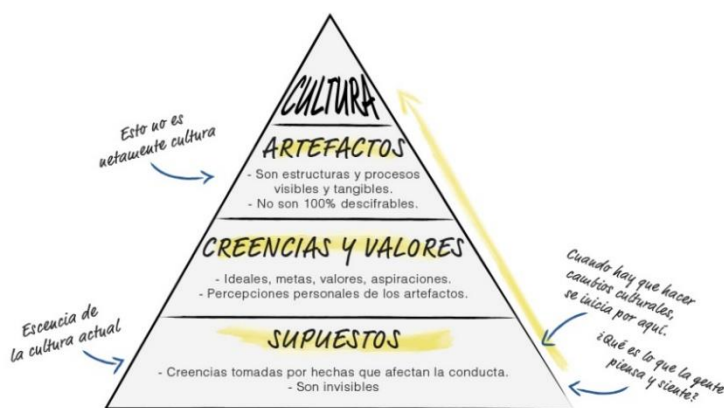 CULTURA
Esto no es
netamente cultura
ARTEFACTOS
- Son estructuras y procesos
visibles y tangibles.
- No son 100% descifrables.
CREENCIAS Y VALORES
- Ideales, metas, valores, aspiraciones.
- Percepciones personales de los artefactos.
Cuando hay que hacer
cambios culturales,
se inicia por aquí.
Escencia de
la cultura actual
SUPUESTOS
- Creencias tomadas por hechas que afectan la conducta.
- Son invisibles
¿Qué es lo que la gente
piensa y siente?